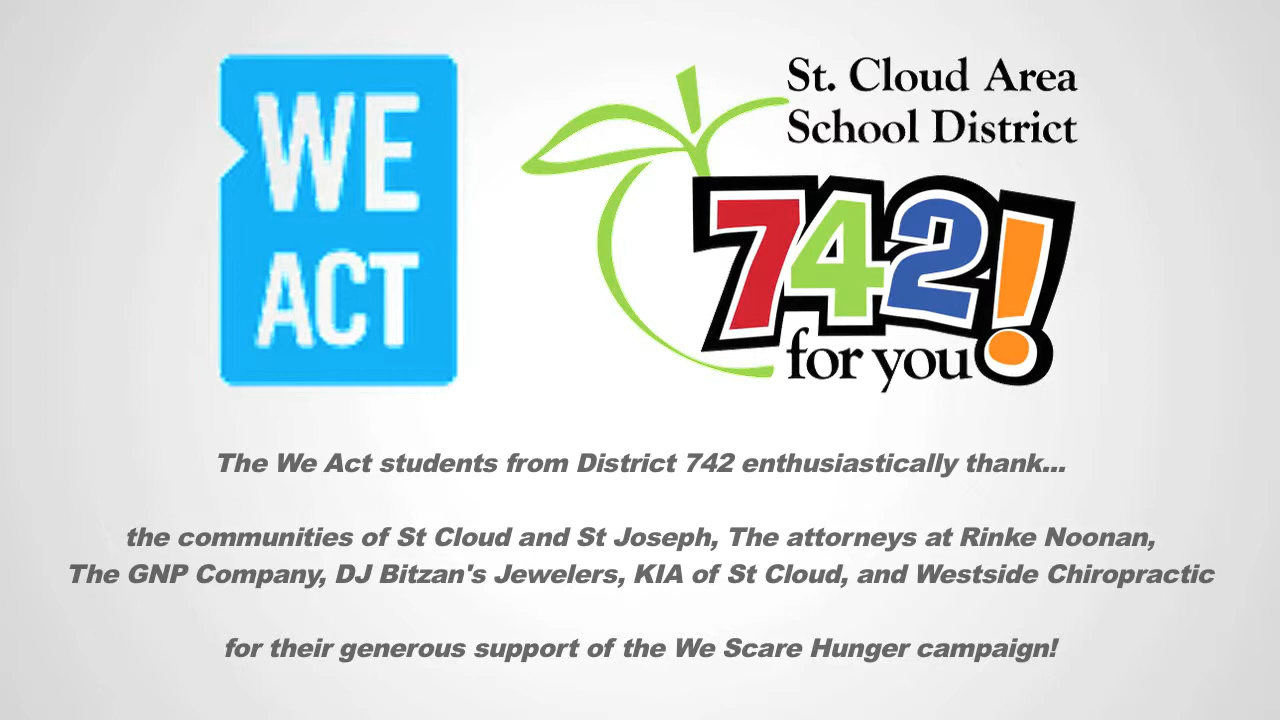 WE
ACT
St. Cloud Area
School District
742!
for you
The We Act students from District 742 enthusiastically thank...
the communities of St Cloud and St Joseph, The attorneys at Rinke Noonan,
The GNP Company, DJ Bitzan's Jewelers, KIA of St Cloud, and Westside Chiropractic
for their generous support of the We Scare Hunger campaign!